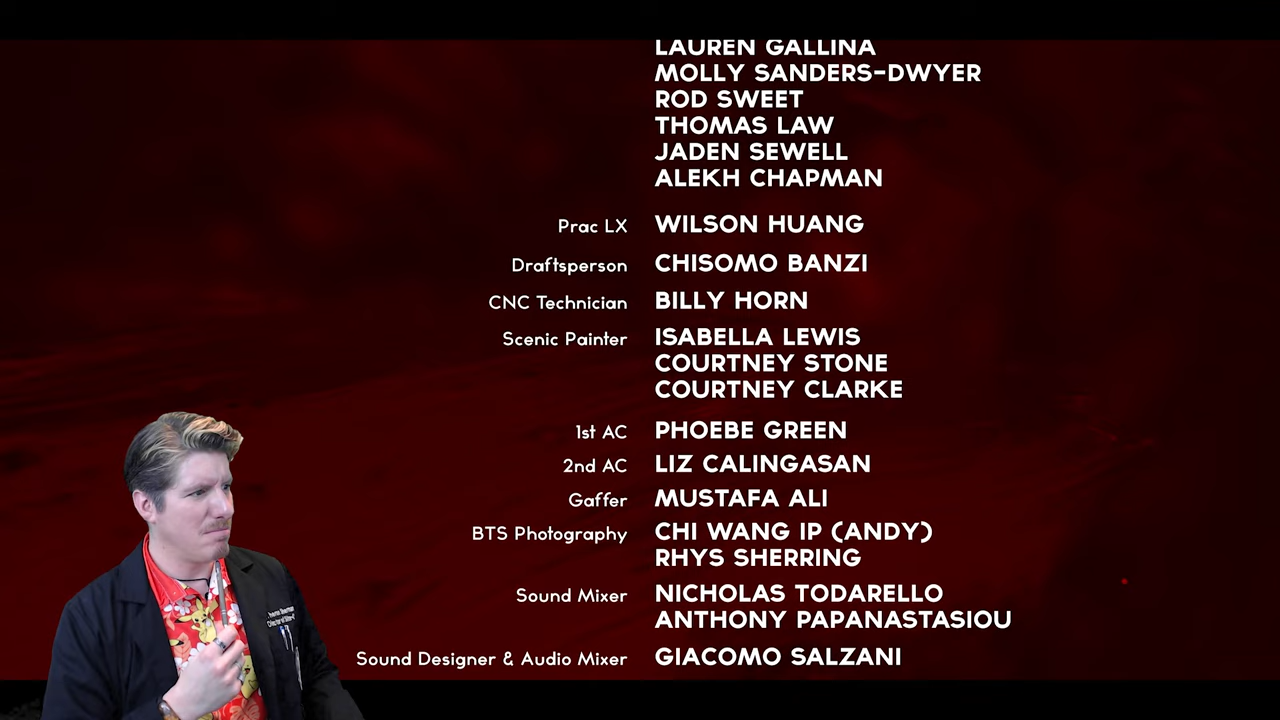 LAUREN GALLINA
MOLLY SANDERS-DWYER
ROD SWEET
THOMAS LAW
JADEN SEWELL
ALEKH CHAPMAN
Prac LX WILSON HUANG
Draftsperson CHISOMO BANZI
CNC Technician BILLY HORN
Scenic Painter ISABELLA LEWIS
COURTNEY STONE
COURTNEY CLARKE
1st AC PHOEBE GREEN
2nd AC LIZ CALINGASAN
Gaffer MUSTAFA ALI
BTS Photography CHI WANG IP (ANDY)
RHYS SHERRING
Sound Mixer NICHOLAS TODARELLO
ANTHONY PAPANASTASIOU
Sound Designer & Audio Mixer GIACOMO SALZANI